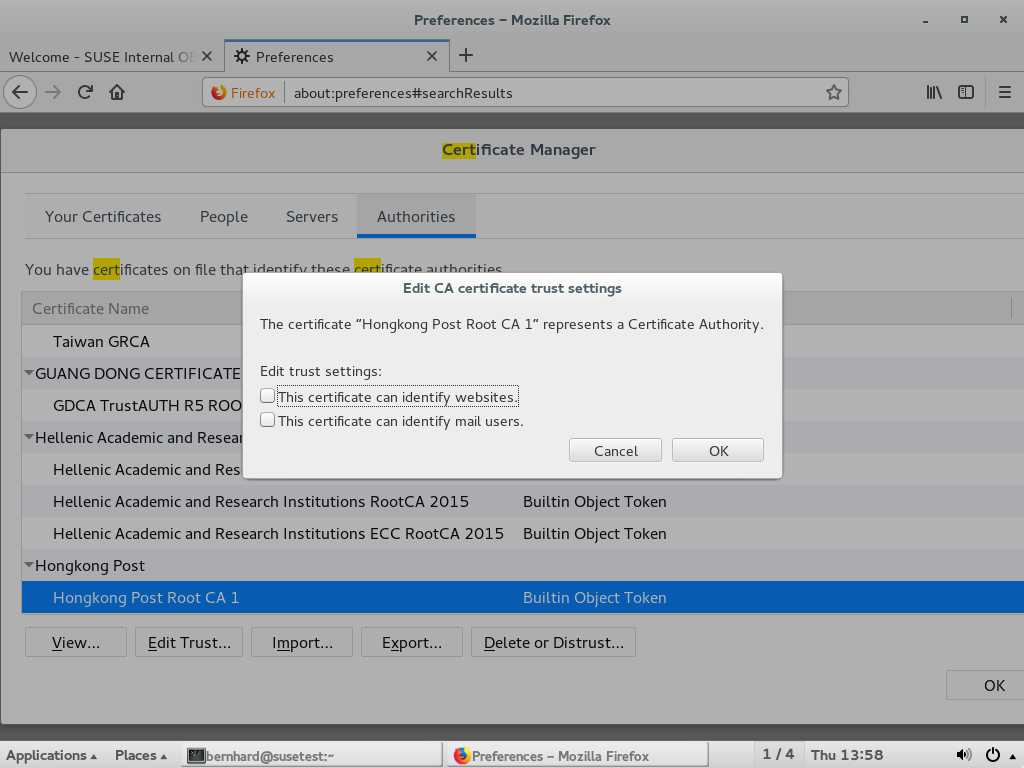 Preferences – Mozilla Firefox
Welcome - SUSE Internal
Preferences
Firefox
about:preferences#searchResults
Certificate Manager
Your Certificates
People
Servers
Authorities
You have certificates on file that identify these certificate authorities
Certificate Name
Taiwan GRCA
GUANG DONG CERTIFICATE
GDCA TrustAUTH R5 ROO
Hellenic Academic and Resear
Hellenic Academic and Res
Hellenic Academic and Research Institutions RootCA 2015
Builtin Object Token
Hellenic Academic and Research Institutions ECC RootCA 2015
Builtin Object Token
Hongkong Post
Hongkong Post Root CA 1
Builtin Object Token
Edit CA certificate trust settings
The certificate “Hongkong Post Root CA 1” represents a Certificate Authority.
Edit trust settings:
This certificate can identify websites.
This certificate can identify mail users.
Cancel
OK
View...
Edit Trust...
Import...
Export...
Delete or Distrust...
OK
Applications
Places
bernhard@susetest:~
Preferences – Mozilla Firefox
1 / 4
Thu 13:58